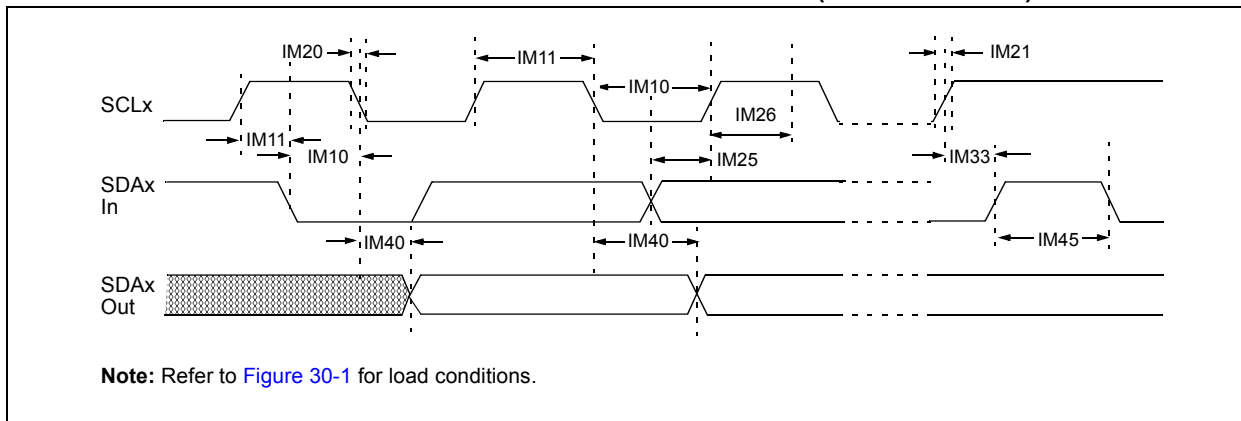 IM20
IM11
IM21
IM10
SCLx
IM26
IM11
IM10
IM33
IM25
SDAx
In
IM40
IM40
IM45
SDAx
Out
Note: Refer to Figure 30-1 for load conditions.